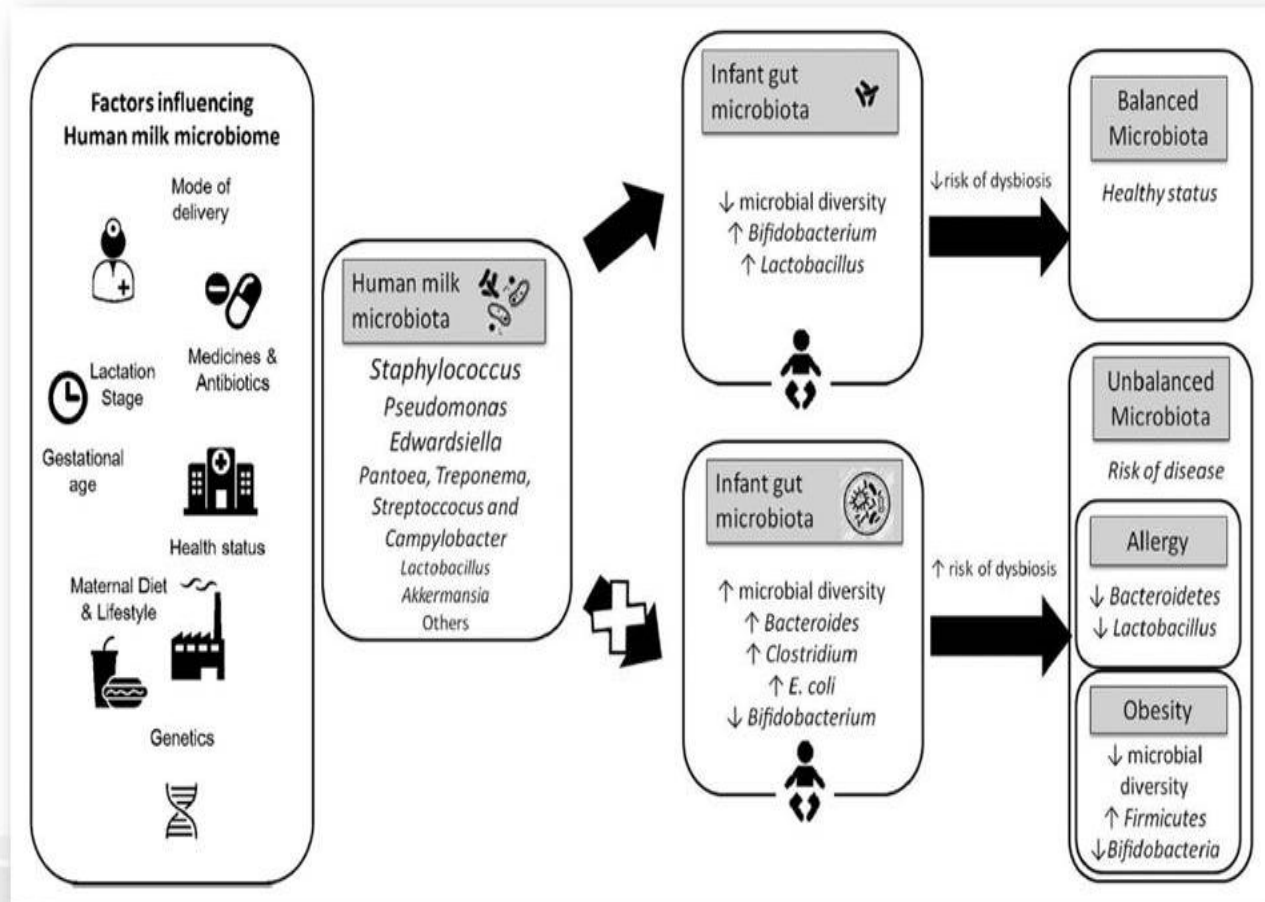 Factors influencing
Human milk microbiome
Mode of
delivery
Medicines &
Antibiotics
Lactation
Stage
Gestational
age
Health status
Maternal Diet
& Lifestyle
Genetics
Human milk
microbiota
Staphylococcus
Pseudomonas
Edwardsiella
Pantoea, Treponema,
Streptoccocus and
Campylobacter
Lactobacillus
Akkermansia
Others
Infant gut
microbiota
↓ microbial diversity
↑ Bifidobacterium
↑ Lactobacillus
↓risk of dysbiosis
Balanced
Microbiota
Healthy status
Infant gut
microbiota
↑ microbial diversity
↑ Bacteroides
↑ Clostridium
↑ E. coli
↓ Bifidobacterium
↑ risk of dysbiosis
Unbalanced
Microbiota
Risk of disease
Allergy
↓ Bacteroidetes
↓ Lactobacillus
Obesity
↓ microbial
diversity
↑ Firmicutes
↓Bifidobacteria